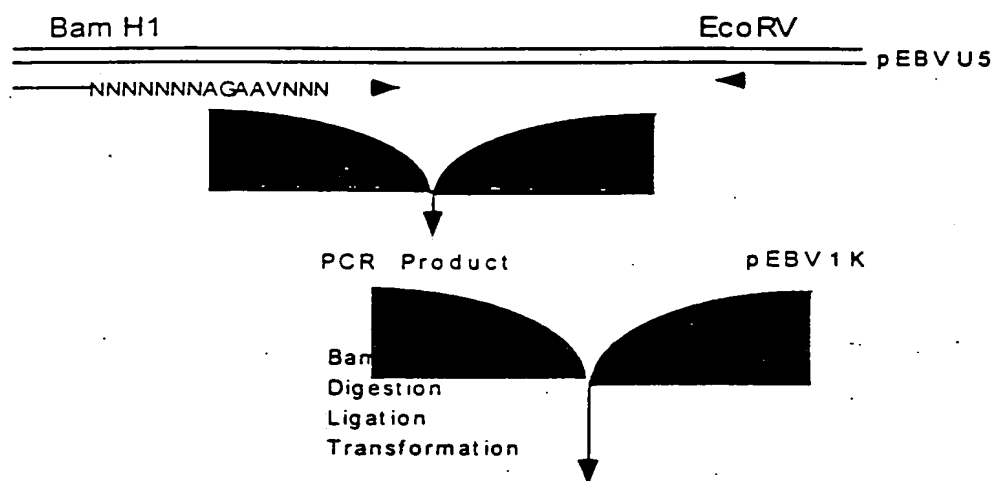 Bam H1 EcoRV
pEBVU5
NNNNNNNAGAAVNNN
PCR Product pEBV1K
Bam
Digestion
Ligation
Transformation